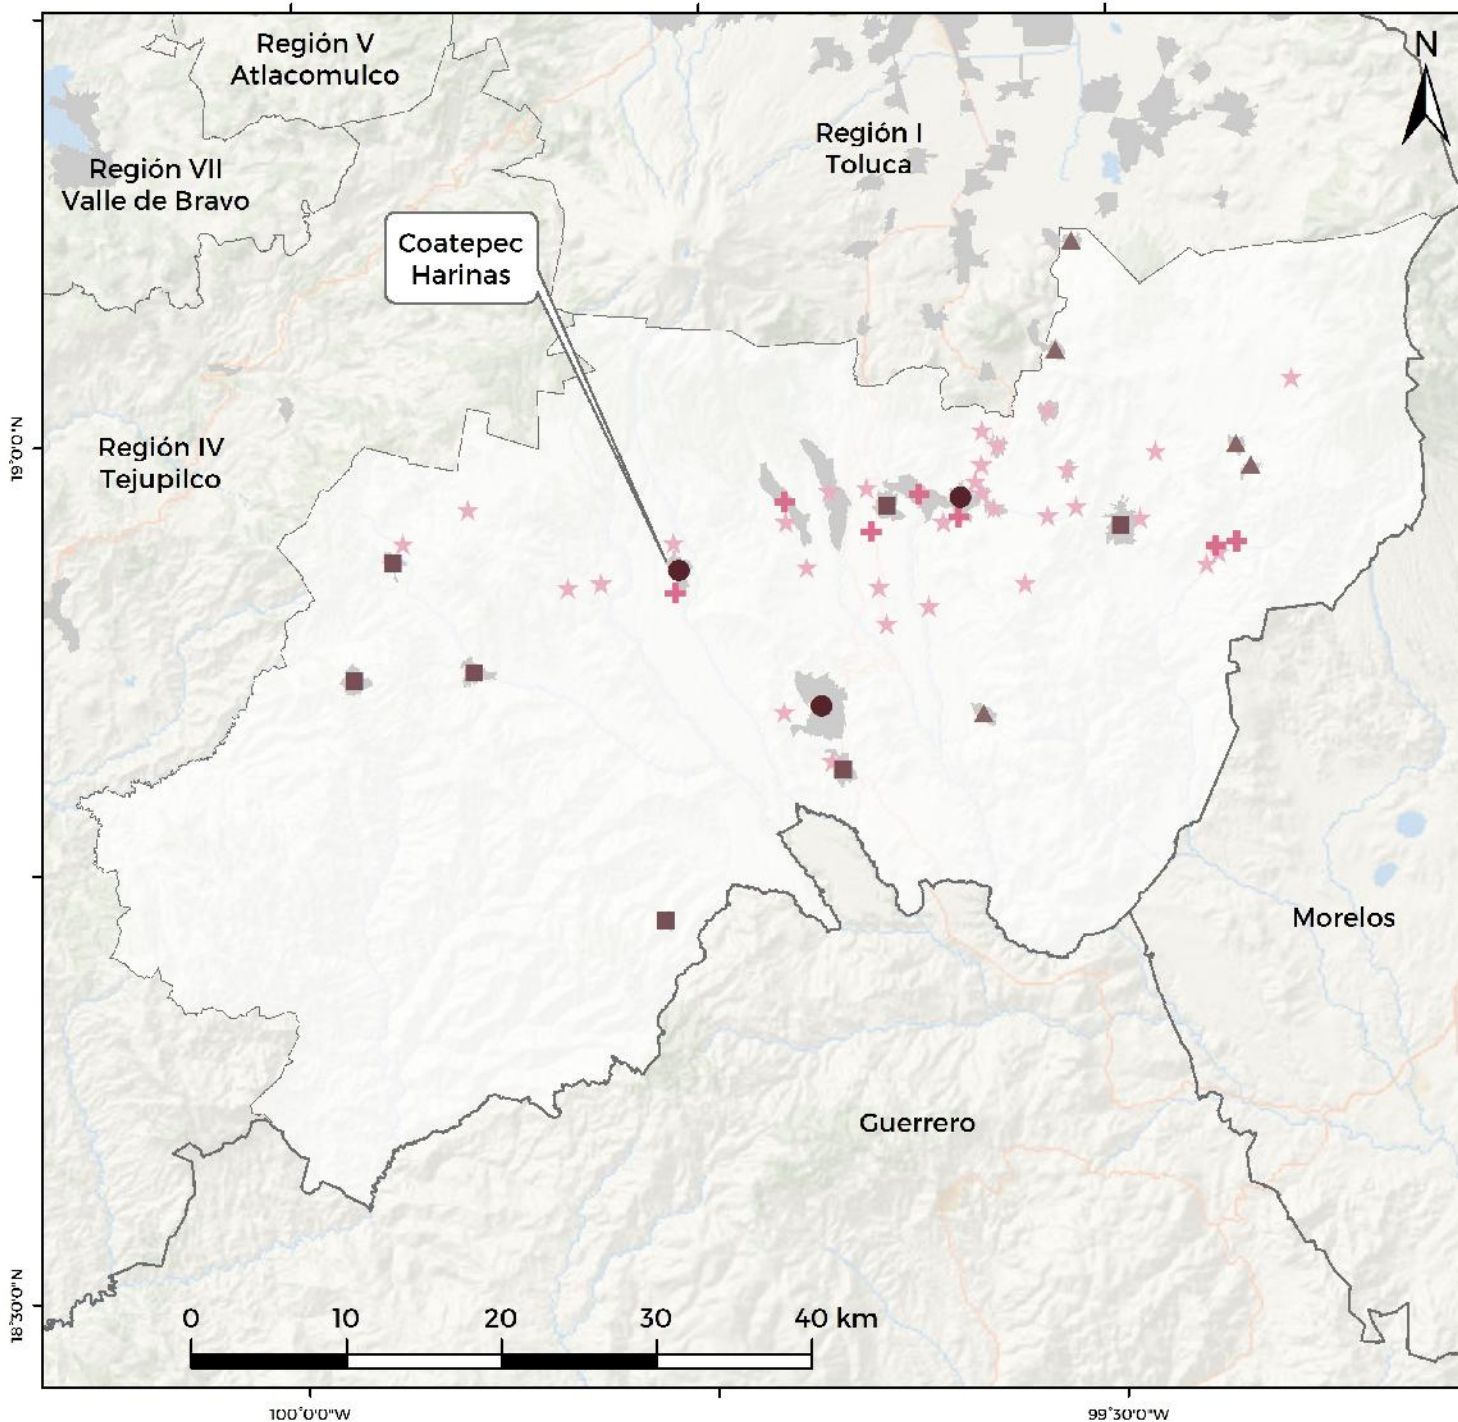 Región V
Atlacomulco
N
Región I
Toluca
Región VII
Valle de Bravo
Coatepec
Harinas
Región IV
Tejupilco
19°0'0"N
Morelos
Guerrero
18°30'0"N
0 10 20 30 40 km
100°0'0"W 99°30'0"W